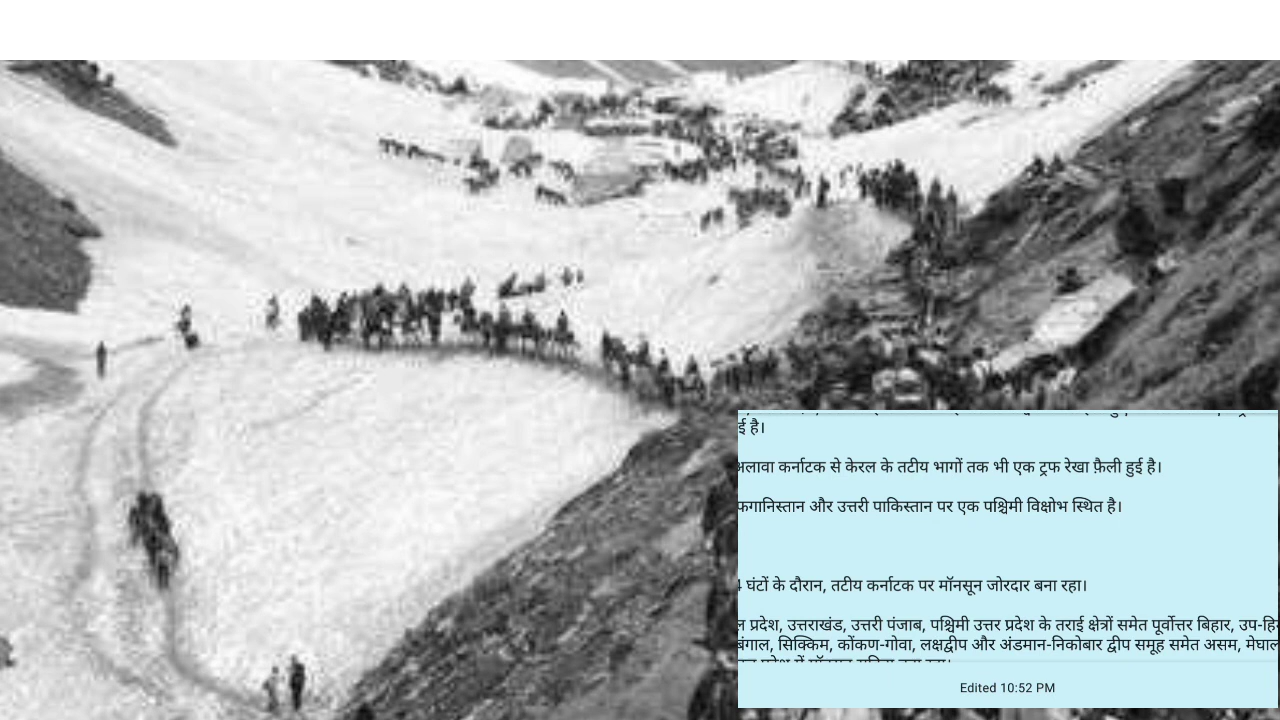 ई है।
अलावा कर्नाटक से केरल के तटीय भागों तक भी एक ट्रफ रेखा फ़ैली हुई है।
फगानिस्तान और उत्तरी पाकिस्तान पर एक पश्चिमी विक्षोभ स्थित है।
घंटों के दौरान, तटीय कर्नाटक पर मॉनसून जोरदार बना रहा।
ल प्रदेश, उत्तराखंड, उत्तरी पंजाब, पश्चिमी उत्तर प्रदेश के तराई क्षेत्रों समेत पूर्वोत्तर बिहार, उप-हि
बंगाल, सिक्किम, कोंकण-गोवा, लक्षद्वीप और अंडमान-निकोबार द्वीप समूह समेत असम, मेघाल
Edited 10:52 PM